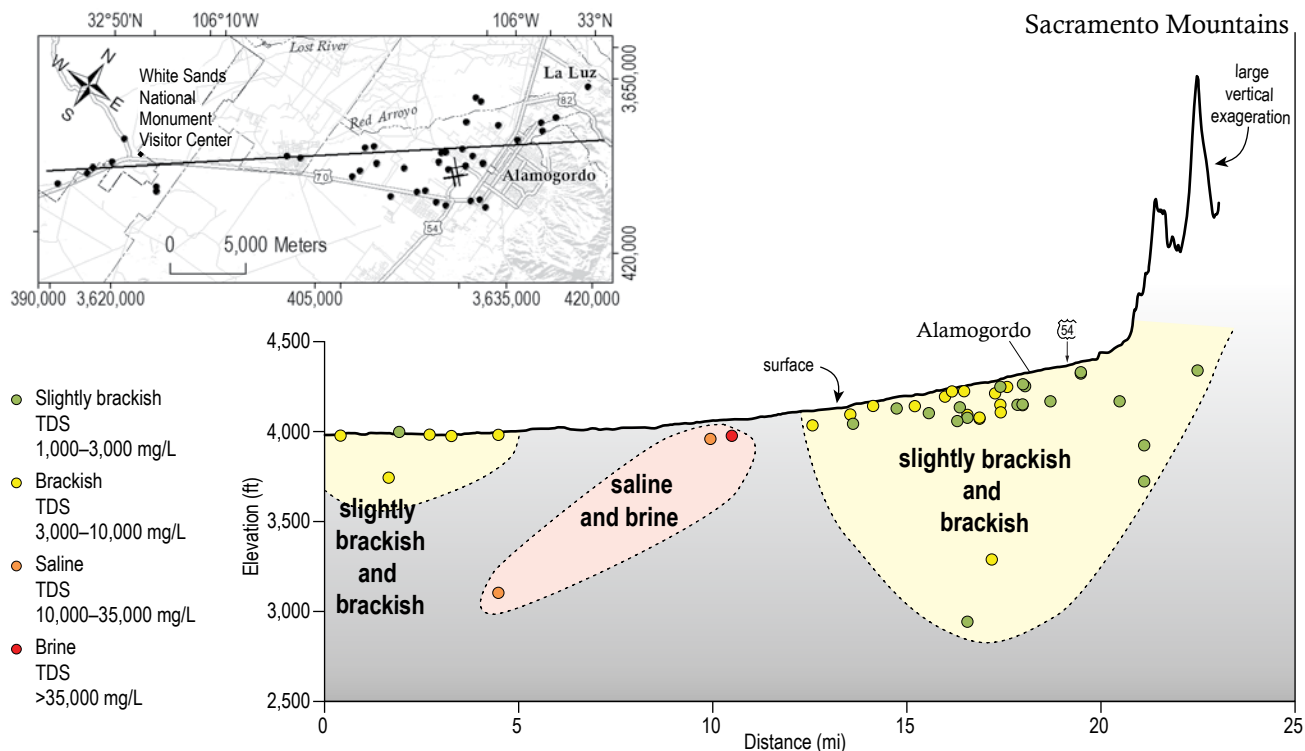 Sacramento Mountains
32°50'N 106°10'W 106°W 33°N
Lost River
N
W
E
S
White Sands
National
Monument
Visitor Center
La Luz
82
Red Arroyo
70
Alamogordo
54
0 5,000 Meters
3,650,000
420,000
390,000 3,620,000 405,000 3,635,000 420,000
large
vertical
exageration
Slightly brackish
TDS
1,000–3,000 mg/L
Brackish
TDS
3,000–10,000 mg/L
Saline
TDS
10,000–35,000 mg/L
Brine
TDS
>35,000 mg/L
Elevation (ft)
4,500
4,000
3,500
3,000
2,500
surface
Alamogordo
54
slightly
brackish
and
brackish
saline
and brine
slightly brackish
and
brackish
0 5 10 15 20 25
Distance (mi)